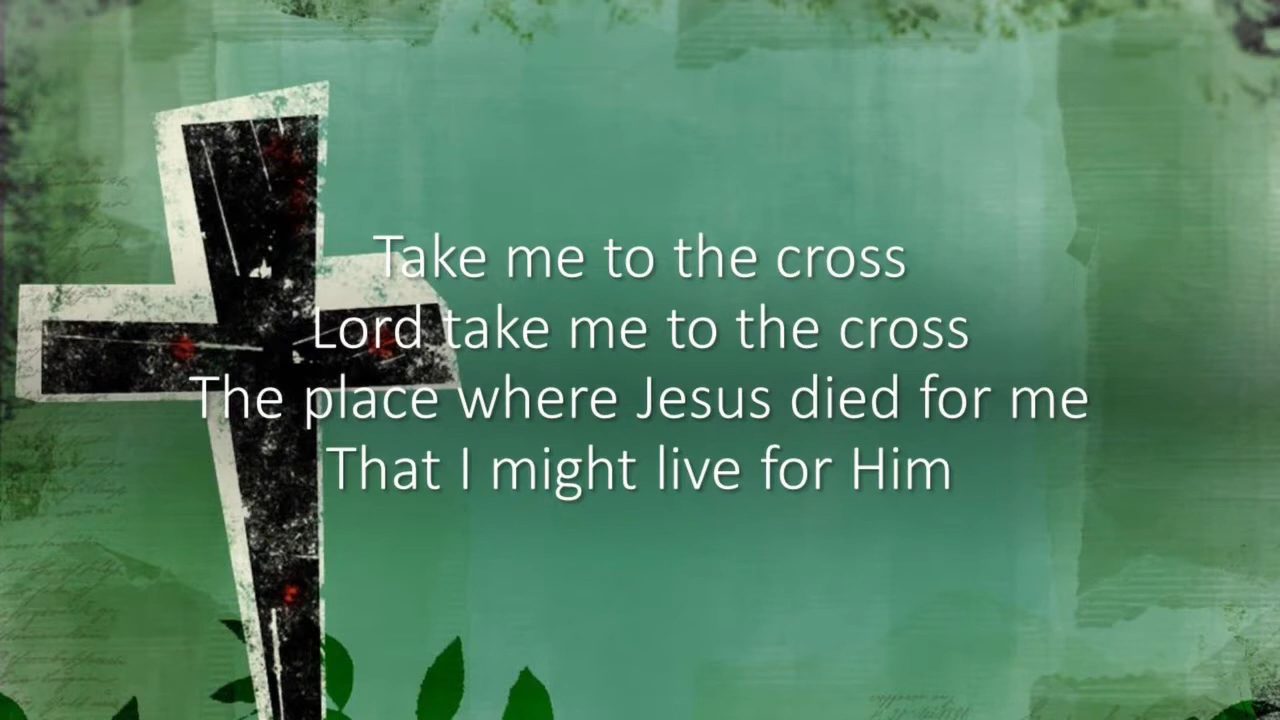 Take me to the cross
Lord take me to the cross
The place where Jesus died for me
That I might live for Him